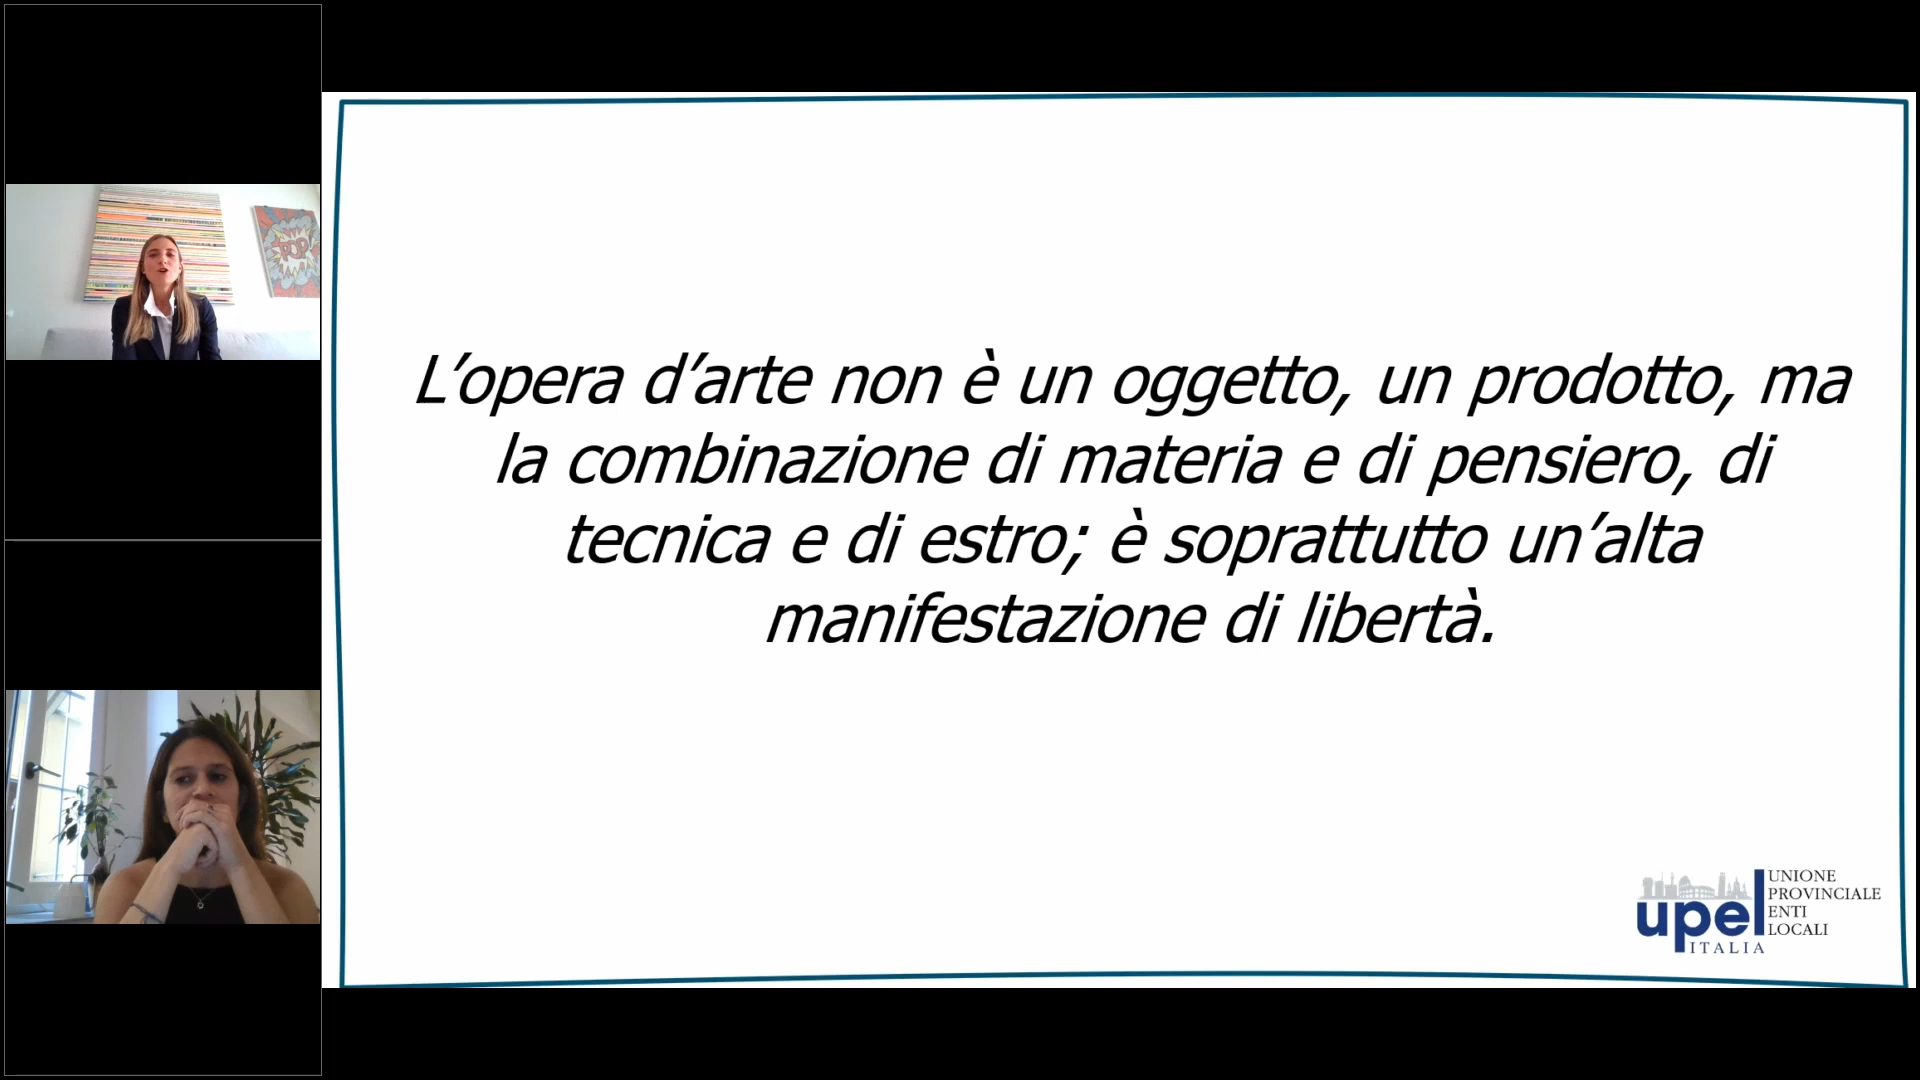 POP!
L’opera d’arte non è un oggetto, un prodotto, ma
la combinazione di materia e di pensiero, di
tecnica e di estro; è soprattutto un’alta
manifestazione di libertà.
upel
ITALIA
UNIONE
PROVINCIALE
ENTI
LOCALI